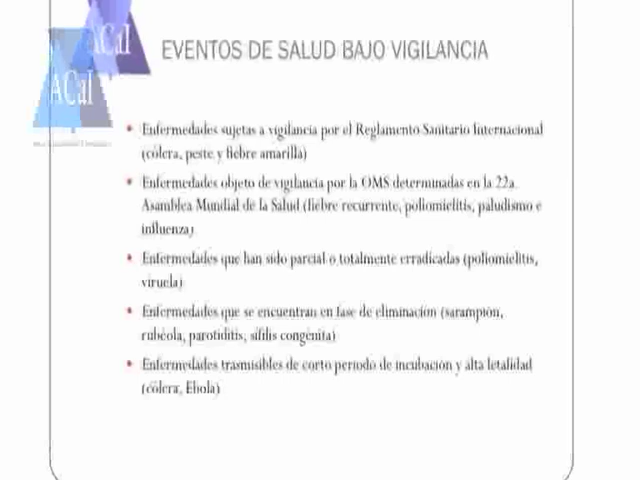 ACal
ACal
EVENTOS DE SALUD BAJO VIGILANCIA
• Enfermedades sujetas a vigilancia por el Reglamento Sanitario Internacional
(cólera, peste y fiebre amarilla)
• Enfermedades objeto de vigilancia por la OMS determinadas en la 22a
Asamblea Mundial de la Salud (fiebre recurrente, poliomielitis, paludismo e
influenza)
• Enfermedades que han sido parcial o totalmente erradicadas (poliomielitis,
viruela)
• Enfermedades que se encuentran en fase de eliminación (sarampión,
rubéola, parotiditis, sífilis congénita)
• Enfermedades trasmisibles de corto periodo de incubación y alta letalidad
(cólera, Ebola)